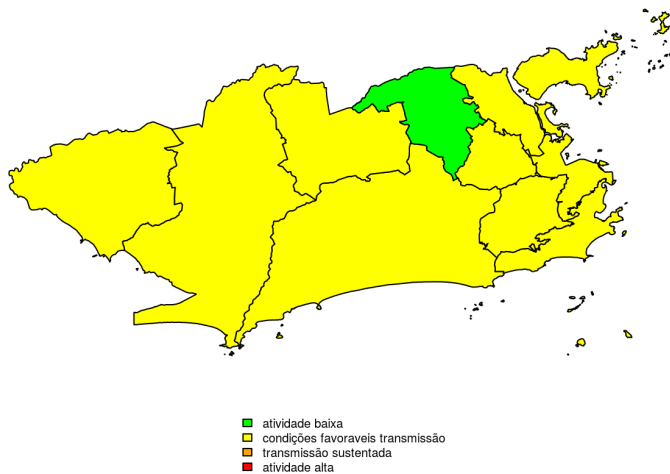 atividade baixa
condições favoraveis transmissão
transmissão sustentada
atividade alta